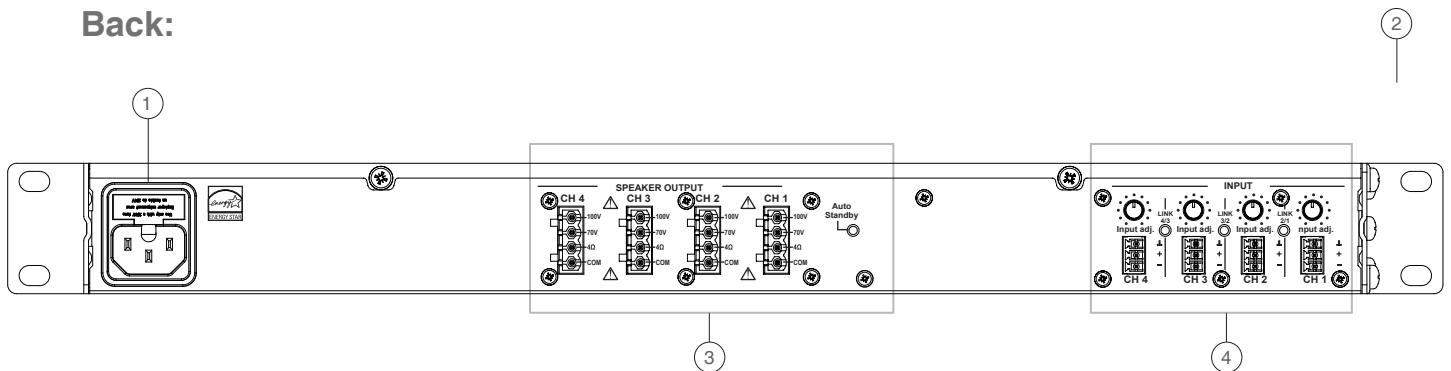 Back:
2
1
SPEAKER OUTPUT
CH 4
CH 3
CH 2
CH 1
100V
70V
4Ω
COM
100V
70V
4Ω
COM
100V
70V
4Ω
COM
100V
70V
4Ω
COM
Auto
Standby
energy
ENERGY STAR
INPUT
LINK
4/3
LINK
3/2
LINK
2/1
Input adj.
Input adj.
Input adj.
nput adj.
+
-
+
-
+
-
+
-
CH 4
CH 3
CH 2
CH 1
3
4